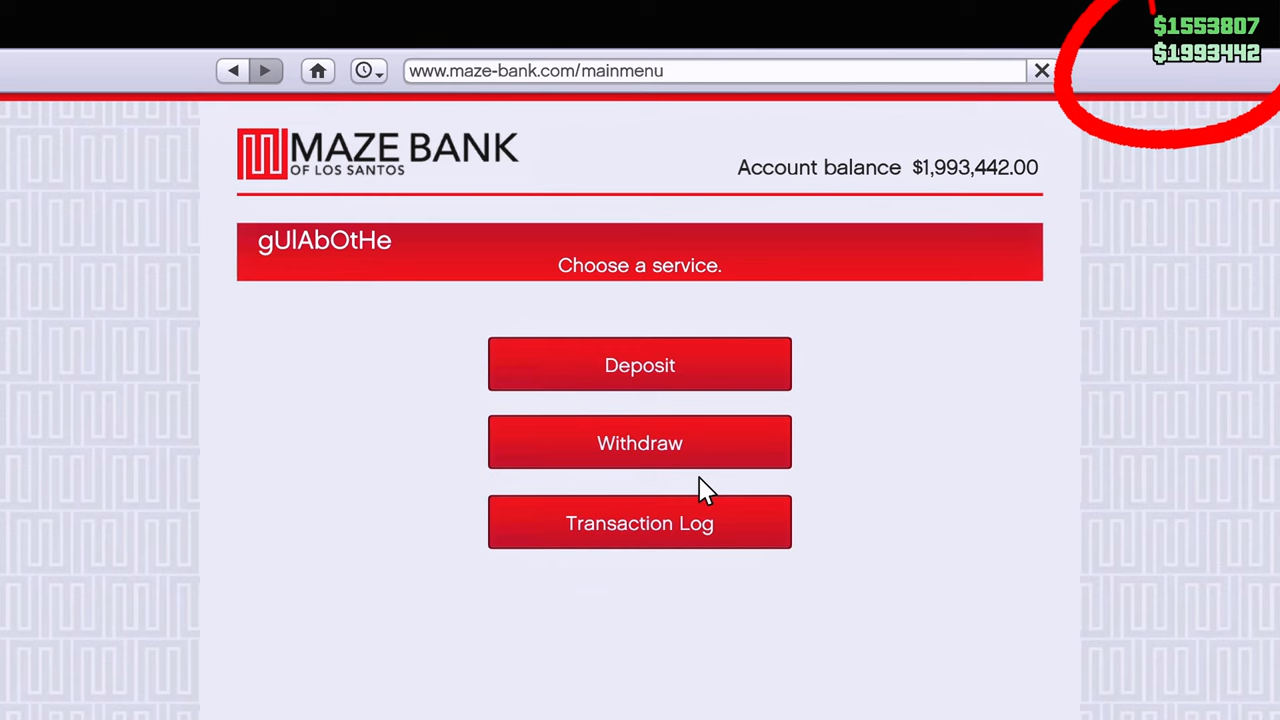 $1553807
$1993442
www.maze-bank.com/mainmenu
MAZE BANK
OF LOS SANTOS
Account balance $1,993,442.00
gUlAbOtHe
Choose a service.
Deposit
Withdraw
Transaction Log